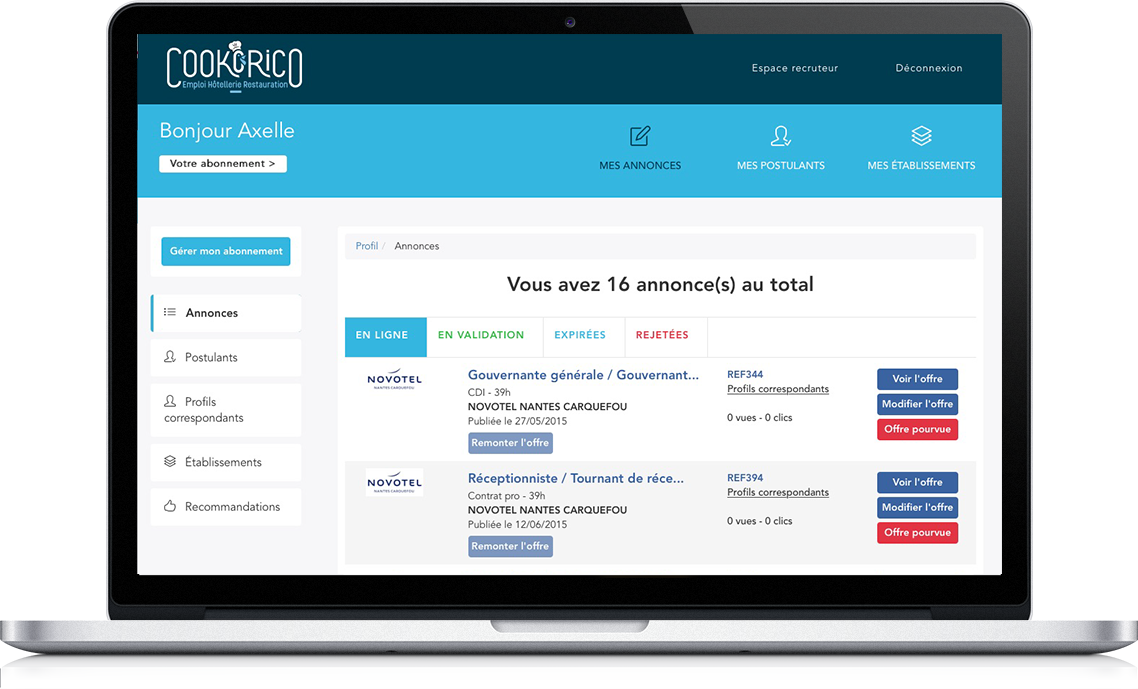 COOKORICO
Emploi Hôtellerie Restauration
Espace recruteur
Déconnexion
Bonjour Axelle
Votre abonnement >
MES ANNONCES
MES POSTULANTS
MES ÉTABLISSEMENTS
Gérer mon abonnement
Annonces
Postulants
Profils
correspondants
Établissements
Recommandations
Profil / Annonces
Vous avez 16 annonce(s) au total
EN LIGNE
EN VALIDATION
EXPIRÉES
REJETÉES
NOVOTEL
NANTES CARQUEFOU
Gouvernante générale / Gouvernant...
CDI - 39h
NOVOTEL NANTES CARQUEFOU
Publiée le 27/05/2015
Remonter l'offre
REF344
Profils correspondants
0 vues - 0 clics
Voir l'offre
Modifier l'offre
Offre pourvue
NOVOTEL
NANTES CARQUEFOU
Réceptionniste / Tournant de réce...
Contrat pro - 39h
NOVOTEL NANTES CARQUEFOU
Publiée le 12/06/2015
Remonter l'offre
REF394
Profils correspondants
0 vues - 0 clics
Voir l'offre
Modifier l'offre
Offre pourvue